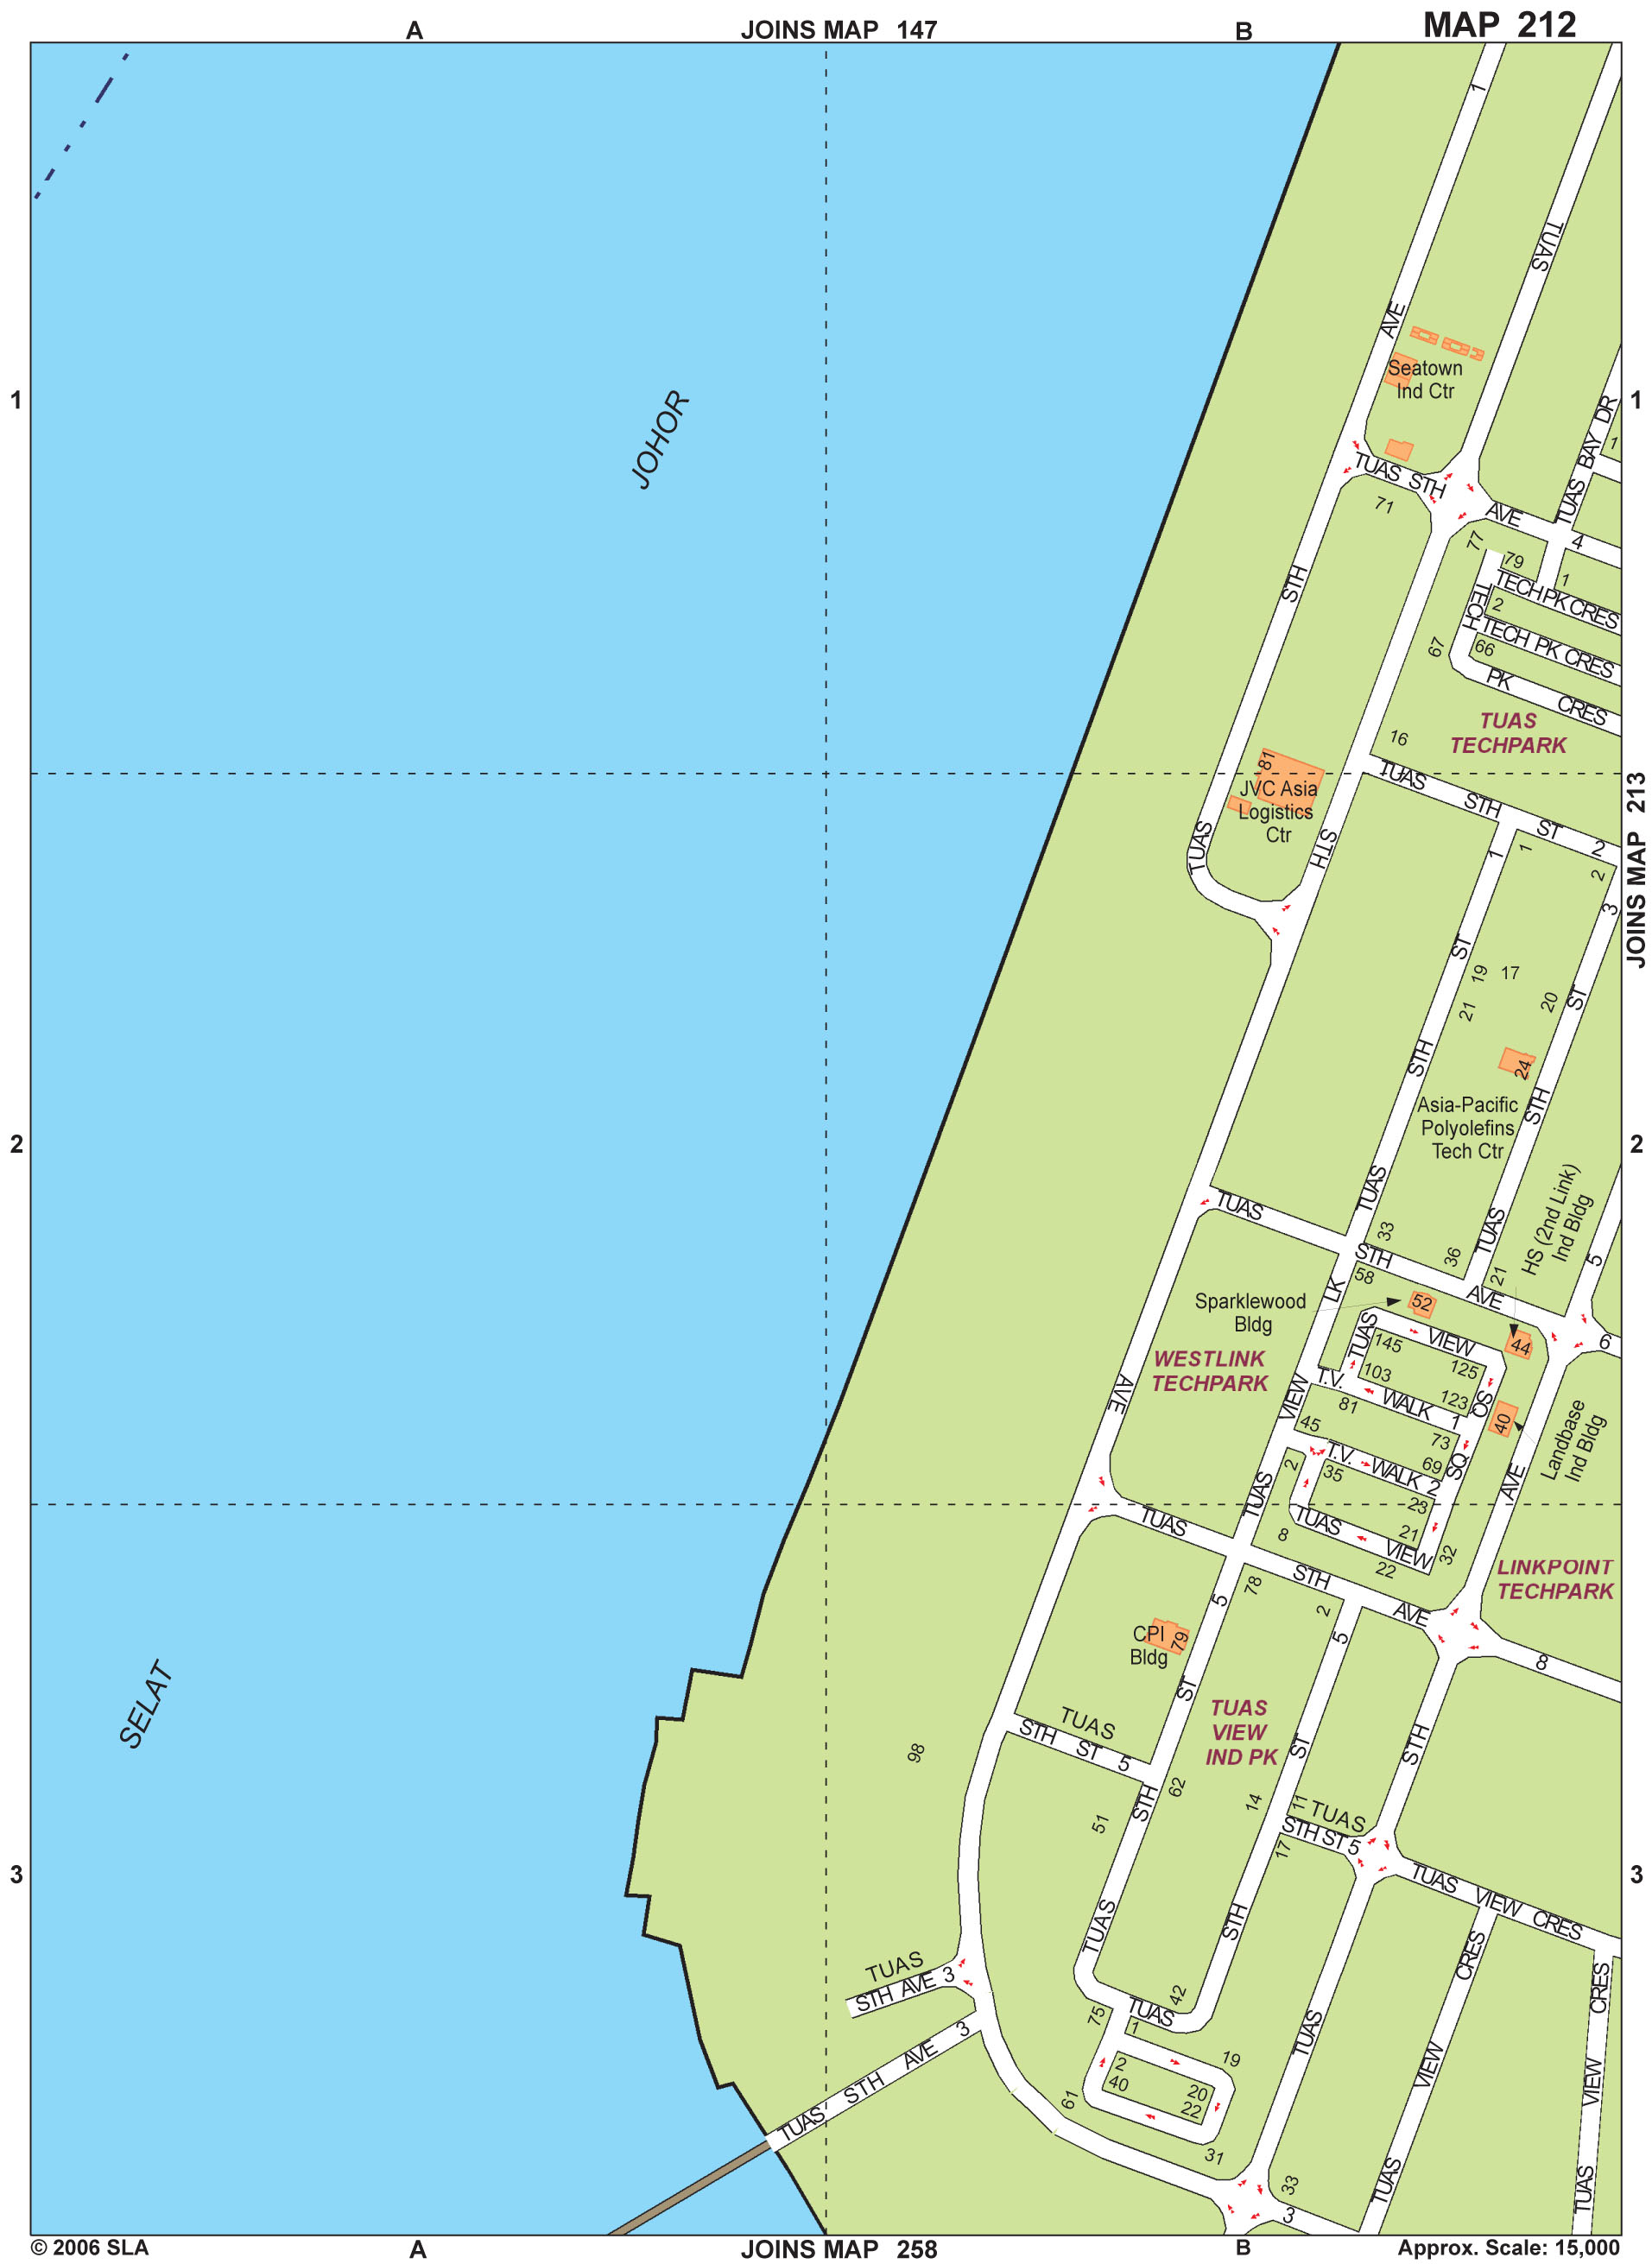 A
JOINS MAP 147
B
MAP 212
1
TUAS
AVE
Seatown
Ind Ctr
1
JOHOR
1
TUAS BAY DR
1
TUAS STH
AVE
4
71
77
79
1
TECH PK CRES
STH
TECH
2
TECH PK CRES
67
66
PK CRES
TUAS
TECHPARK
16
81
JVC Asia
Logistics
Ctr
TUAS STH ST 2
TUAS
STH
1
1
2
3
JOINS MAP 213
ST
19
17
21
20
ST
STH
24
STH
Asia-Pacific
Polyolefins
Tech Ctr
2
2
TUAS
HS (2nd Link)
Ind Bldg
TUAS
33
36
TUAS
21
5
STH
AVE
6
LK
58
52
Sparklewood
Bldg
44
TUAS
VIEW
145
125
WESTLINK
TECHPARK
103
123
T.V. WALK 1
SQ
AVE
VIEW
81
40
45
73
Landbase
Ind Bldg
T.V. WALK 2
69
SQ
2
35
TUAS
23
AVE
TUAS
21
TUAS
8
VIEW
32
22
LINKPOINT
TECHPARK
STH
AVE
78
2
5
5
8
CPI
Bldg
79
ST
SELAT
TUAS
VIEW
IND PK
TUAS
STH ST 5
STH
98
ST
62
14
11
TUAS
STH ST 5
51
STH
17
TUAS VIEW CRES
3
3
TUAS
STH
CRES
CRES
TUAS
STH AVE 3
42
75
TUAS
1
TUAS
TUAS STH AVE 3
19
2
40
20
22
VIEW
VIEW
61
31
33
3
TUAS
TUAS
© 2006 SLA
A
JOINS MAP 258
B
Approx. Scale: 15,000